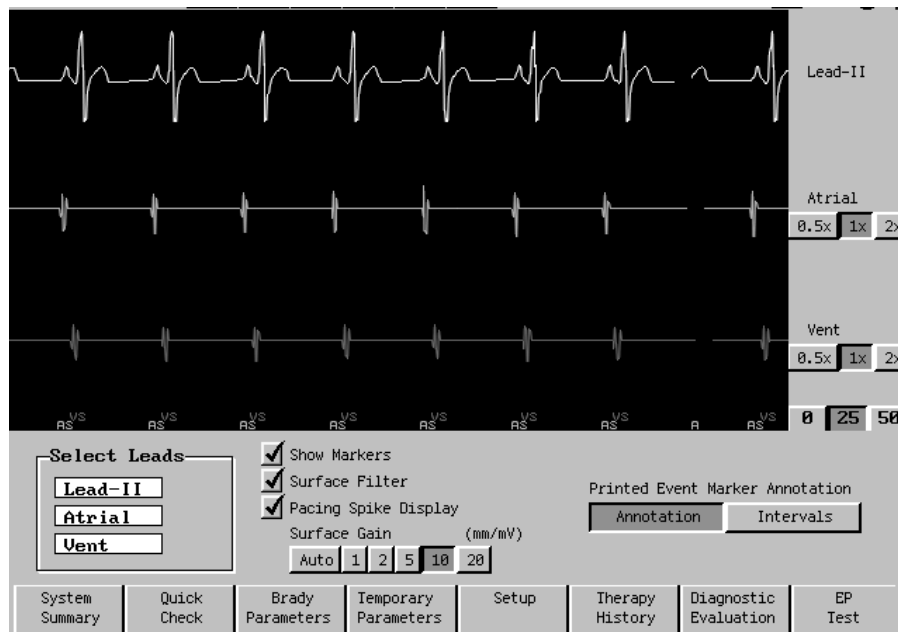 Lead-II
Atrial
0.5x 1x 2x
Vent
0.5x 1x 2x
AS VS AS VS AS VS AS VS AS VS AS VS AS VS A AS VS
0 25 50
Select Leads
Lead-II
Atrial
Vent
Show Markers
Surface Filter
Pacing Spike Display
Surface Gain (mm/mV)
Auto 1 2 5 10 20
Printed Event Marker Annotation
Annotation Intervals
System Summary
Quick Check
Brady Parameters
Temporary Parameters
Setup
Therapy History
Diagnostic Evaluation
EP Test